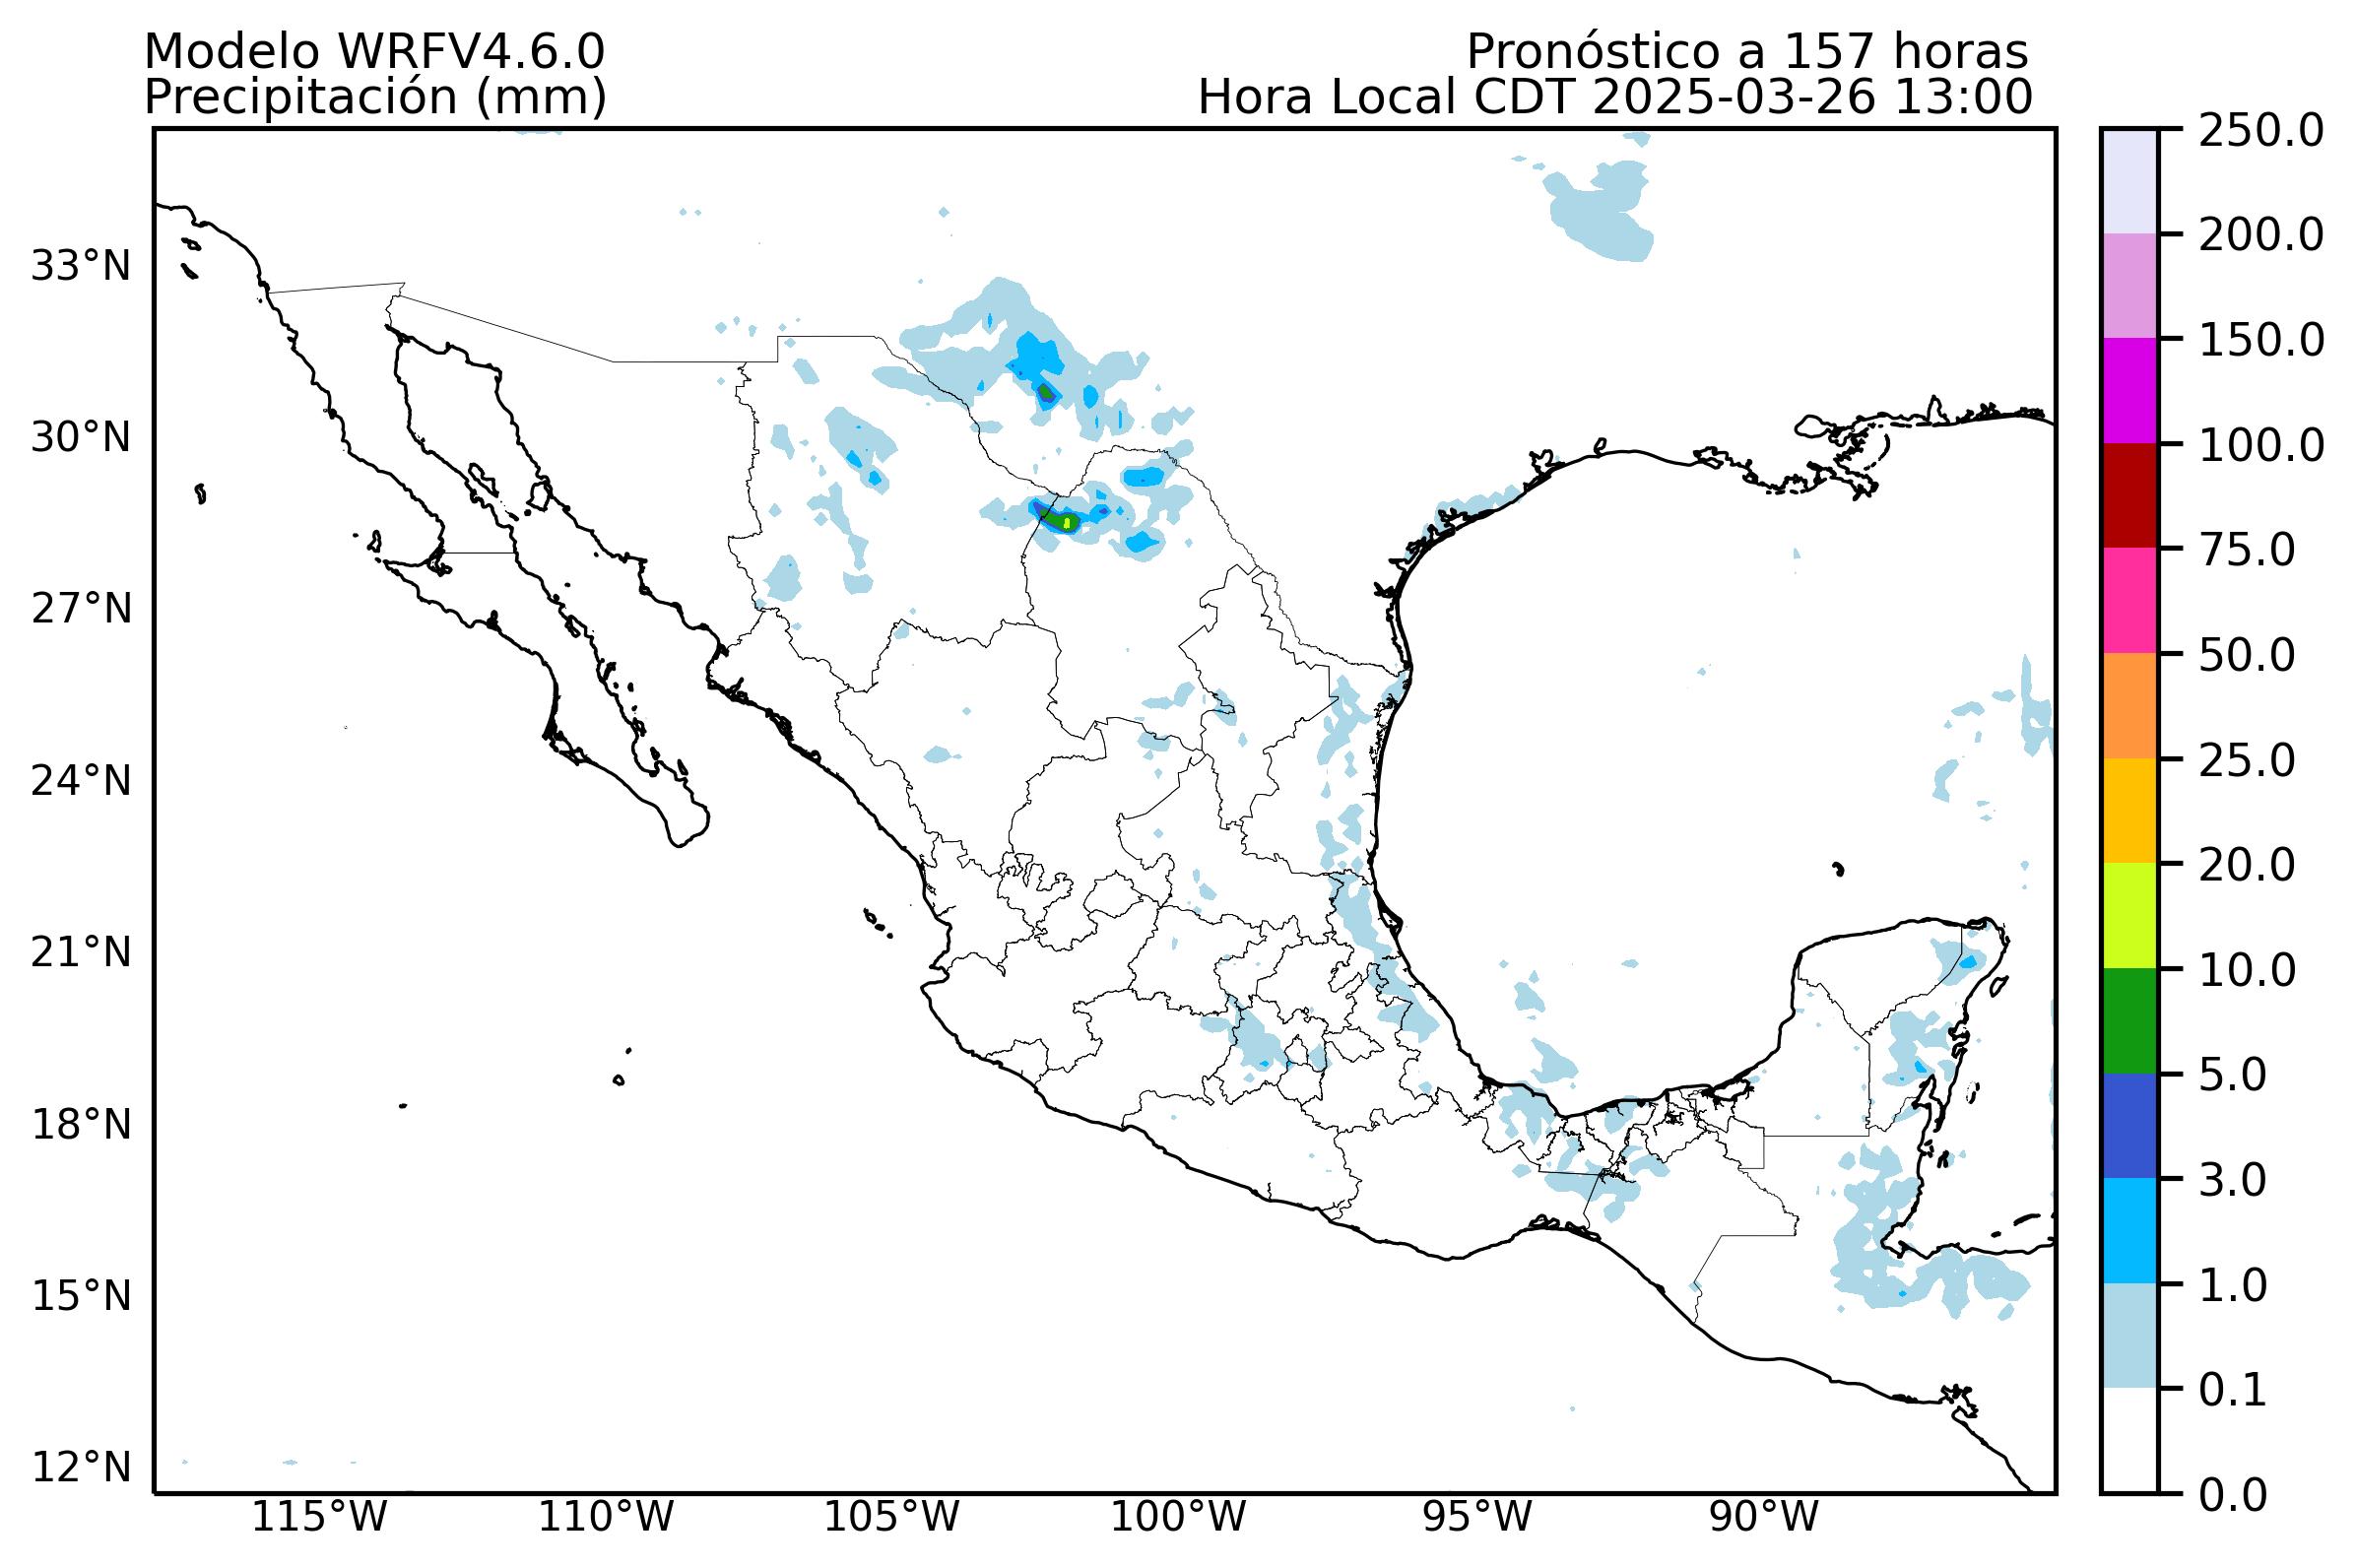 Modelo WRFV4.6.0
Precipitación (mm)
Pronóstico a 157 horas
Hora Local CDT 2025-03-26 13:00
33°N
30°N
27°N
24°N
21°N
18°N
15°N
12°N
115°W
110°W
105°W
100°W
95°W
90°W
250.0
200.0
150.0
100.0
75.0
50.0
25.0
20.0
10.0
5.0
3.0
1.0
0.1
0.0